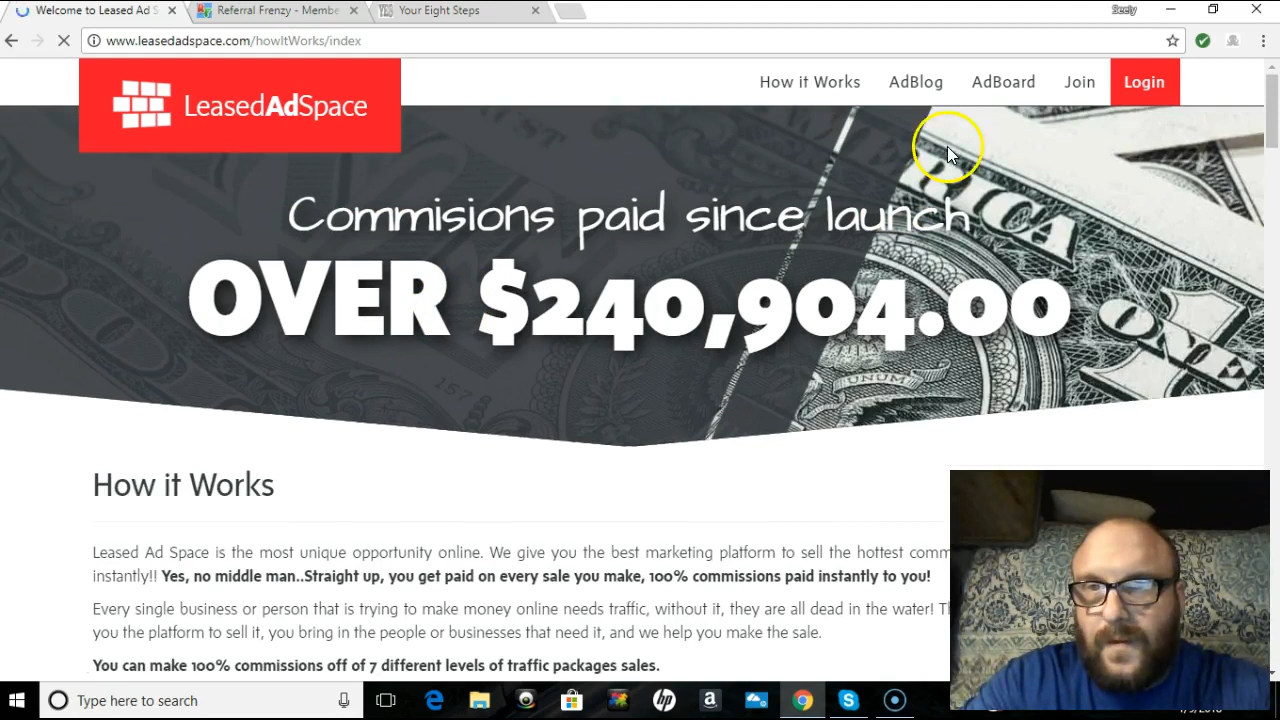 Welcome to Leased Ad S
Referral Frenzy - Membe
YES Your Eight Steps
Seely
www.leasedadspace.com/howItWorks/index
LeasedAdSpace
How it Works
AdBlog
AdBoard
Join
Login
Commisions paid since launch
OVER $240,904.00
RICA
UNUM
ONE
How it Works
Leased Ad Space is the most unique opportunity online. We give you the best marketing platform to sell the hottest comm
instantly!! Yes, no middle man..Straight up, you get paid on every sale you make, 100% commissions paid instantly to you!
Every single business or person that is trying to make money online needs traffic, without it, they are all dead in the water!
you the platform to sell it, you bring in the people or businesses that need it, and we help you make the sale.
You can make 100% commissions off of 7 different levels of traffic packages sales.
Type here to search